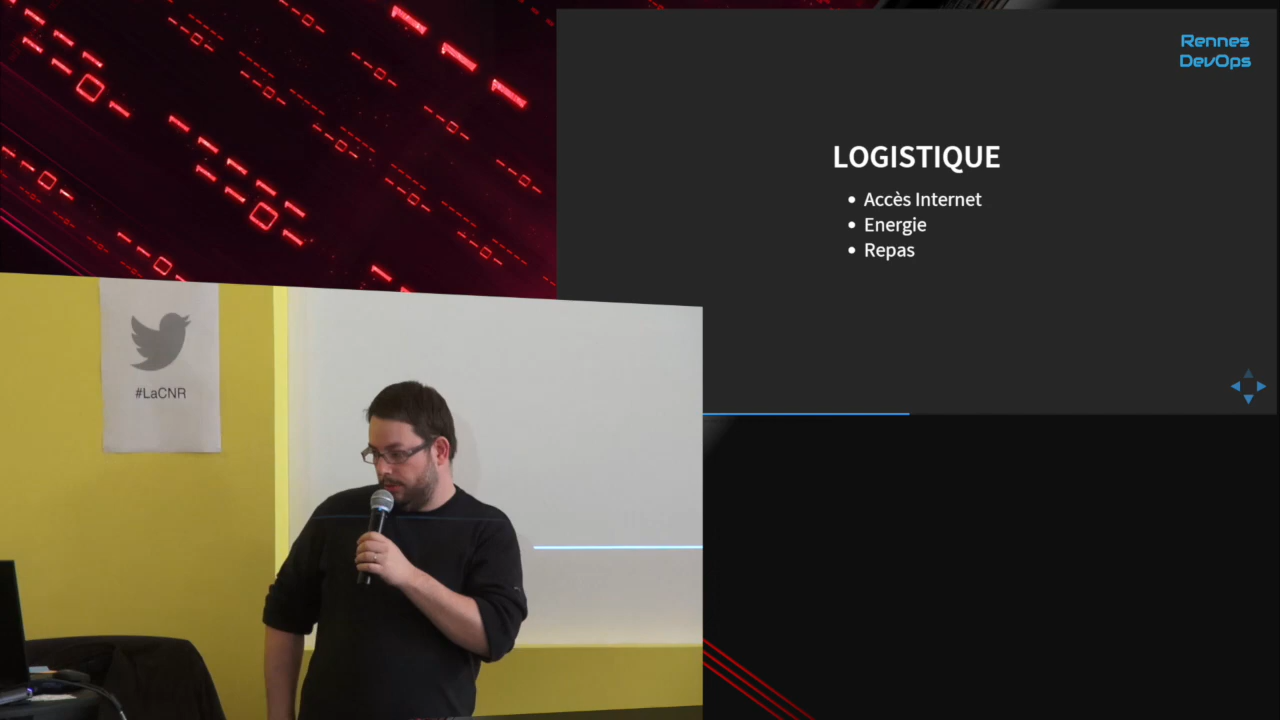 Rennes
DevOps
LOGISTIQUE
Accès Internet
Energie
Repas
#LaCNR